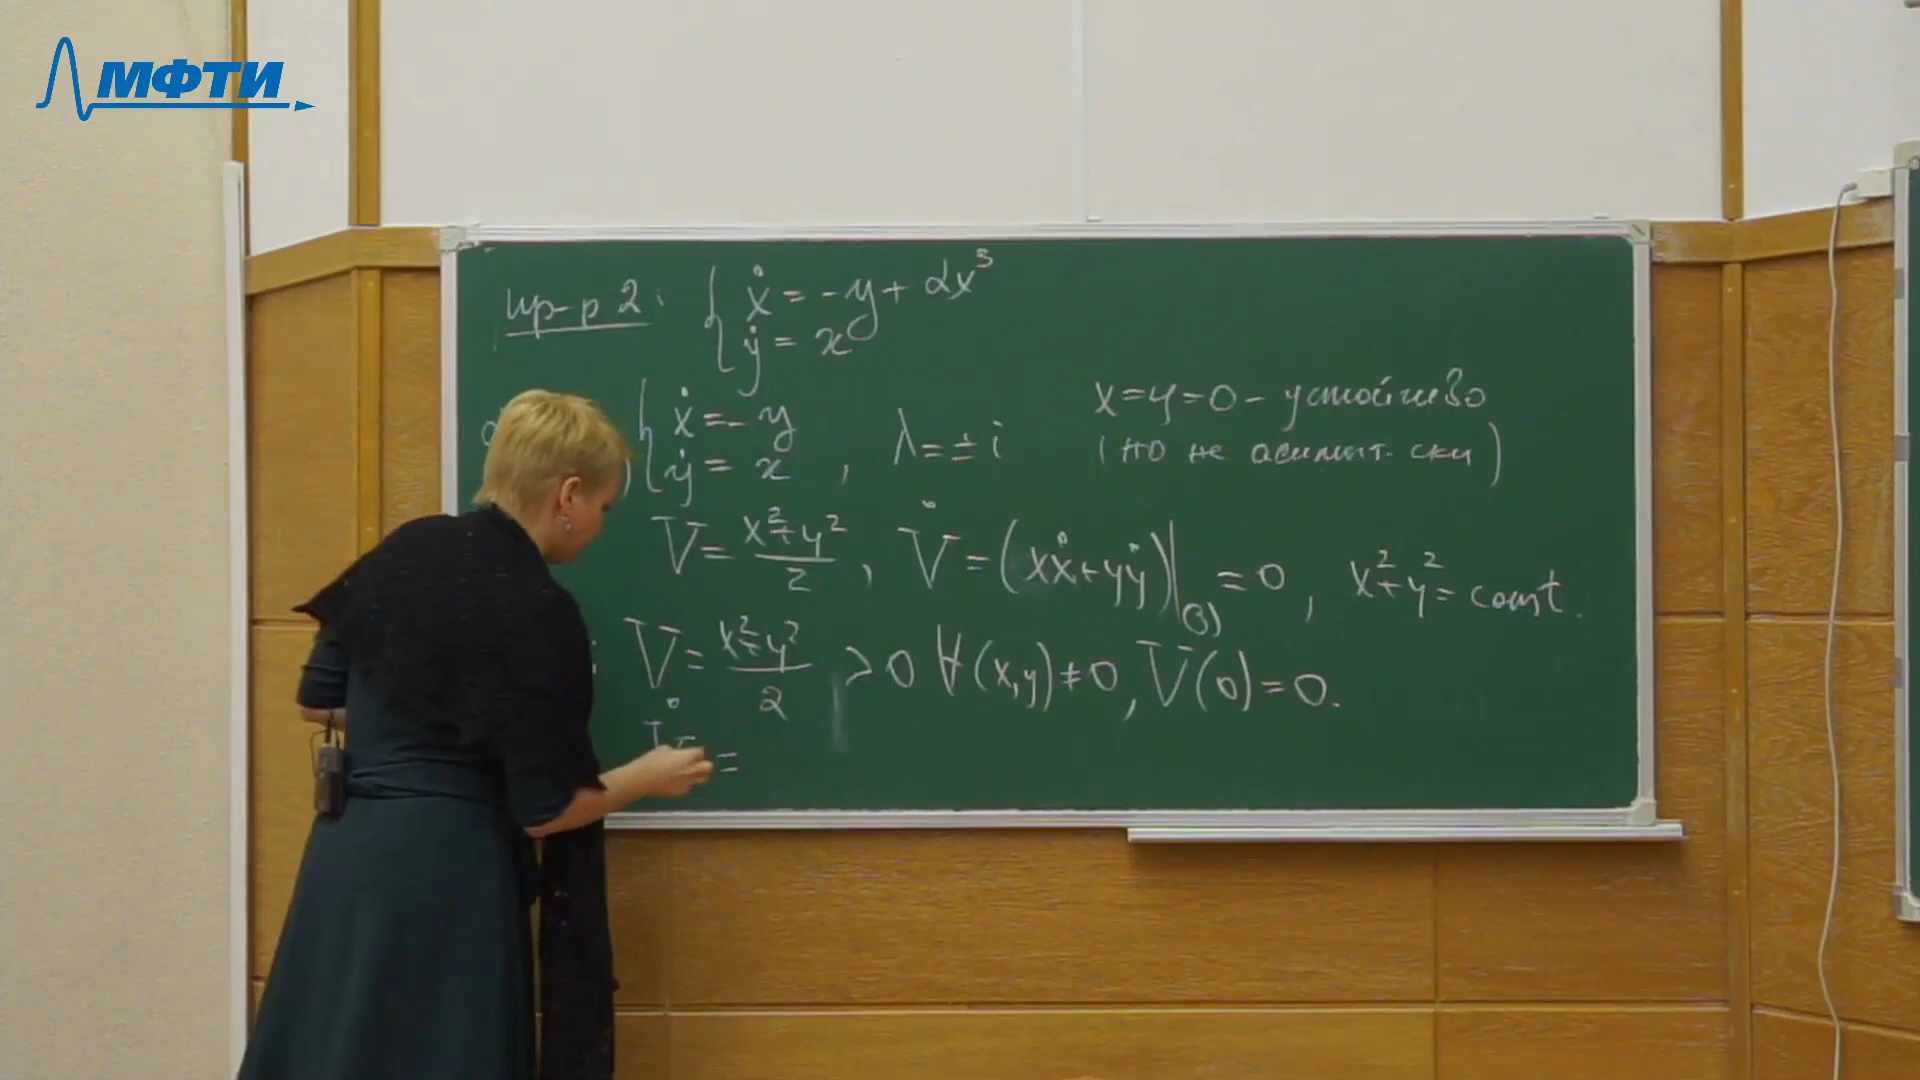 МФТИ
пр-р 2: { ẋ = -y + αx³
ẏ = x
{ ẋ = -y
ẏ = x , λ = ± i
x = y = 0 - устойчиво
(но не асимпт-ски)
V = x² + y² / 2 , V̇ = (xẋ + yẏ)| = 0 , x² + y² = const.
: V = x² + y² / 2 > 0 ∀ (x, y) ≠ 0, V(0) = 0.
V̇ =